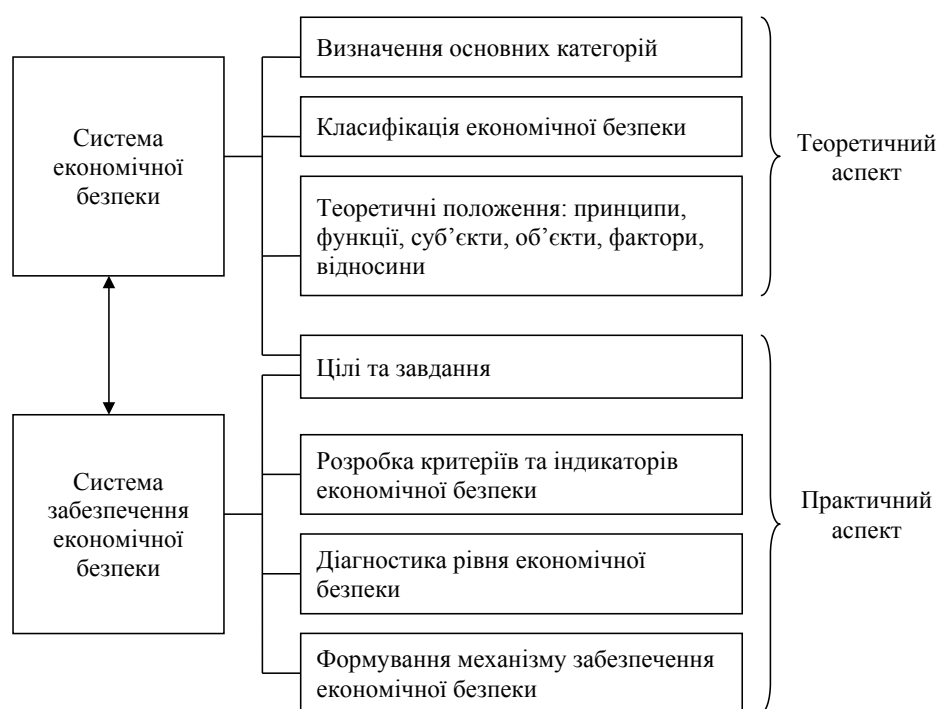 Визначення основних категорій
Система
економічної
безпеки
Класифікація економічної безпеки
Теоретичний
аспект
Теоретичні положення: принципи,
функції, суб’єкти, об’єкти, фактори,
відносини
Цілі та завдання
Система
забезпечення
економічної
безпеки
Розробка критеріїв та індикаторів
економічної безпеки
Практичний
аспект
Діагностика рівня економічної
безпеки
Формування механізму забезпечення
економічної безпеки